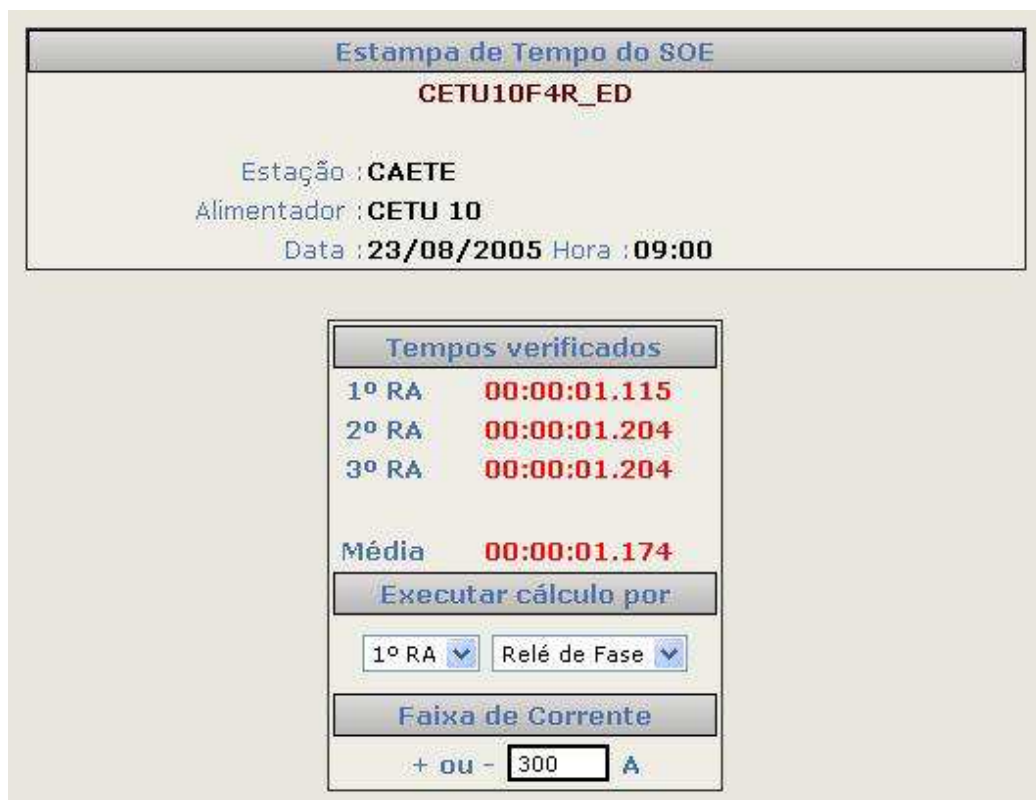 Estampa de Tempo do SOE
CETU10F4R_ED
Estação : CAETE
Alimentador : CETU 10
Data : 23/08/2005 Hora : 09:00
Tempos verificados
1º RA 00:00:01.115
2º RA 00:00:01.204
3º RA 00:00:01.204
Média 00:00:01.174
Executar cálculo por
1º RA Relé de Fase
Faixa de Corrente
+ ou - 300 A